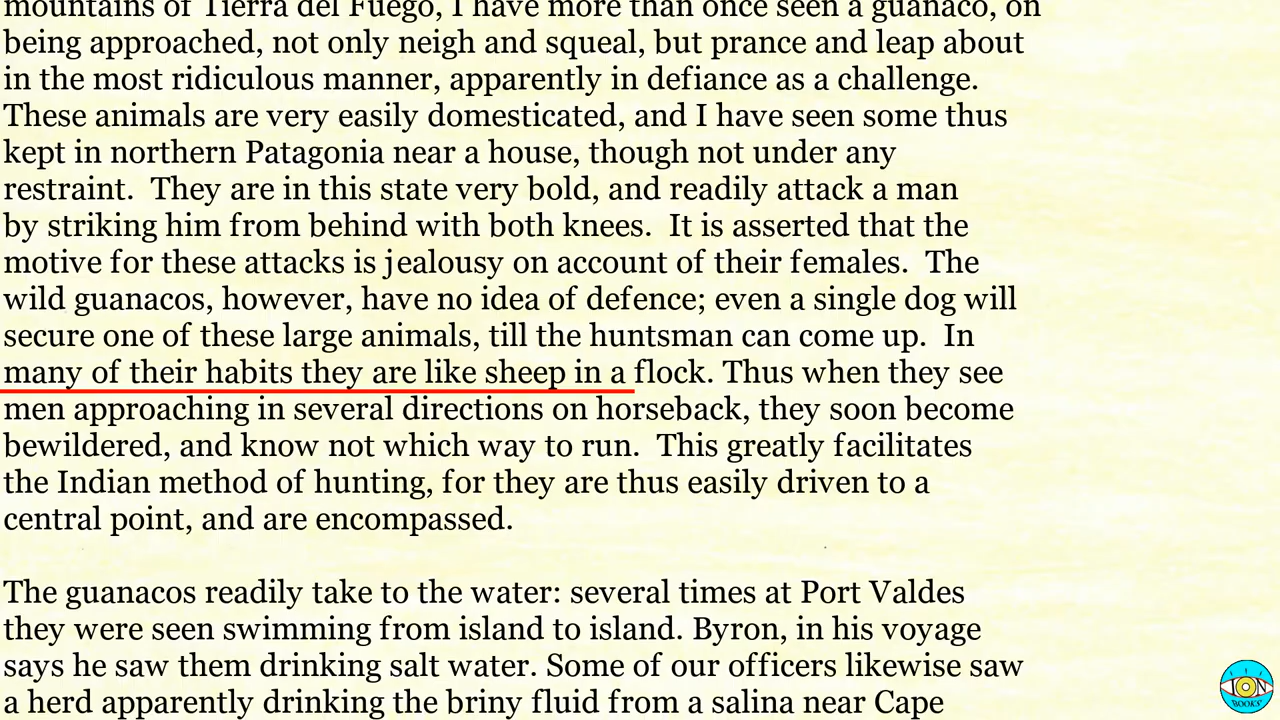 mountains of Tierra del Fuego, I have more than once seen a guanaco, on
being approached, not only neigh and squeal, but prance and leap about
in the most ridiculous manner, apparently in defiance as a challenge.
These animals are very easily domesticated, and I have seen some thus
kept in northern Patagonia near a house, though not under any
restraint.  They are in this state very bold, and readily attack a man
by striking him from behind with both knees.  It is asserted that the
motive for these attacks is jealousy on account of their females.  The
wild guanacos, however, have no idea of defence; even a single dog will
secure one of these large animals, till the huntsman can come up.  In
many of their habits they are like sheep in a flock. Thus when they see
men approaching in several directions on horseback, they soon become
bewildered, and know not which way to run.  This greatly facilitates
the Indian method of hunting, for they are thus easily driven to a
central point, and are encompassed.
The guanacos readily take to the water: several times at Port Valdes
they were seen swimming from island to island. Byron, in his voyage
says he saw them drinking salt water. Some of our officers likewise saw
a herd apparently drinking the briny fluid from a salina near Cape
ION
BOOKS